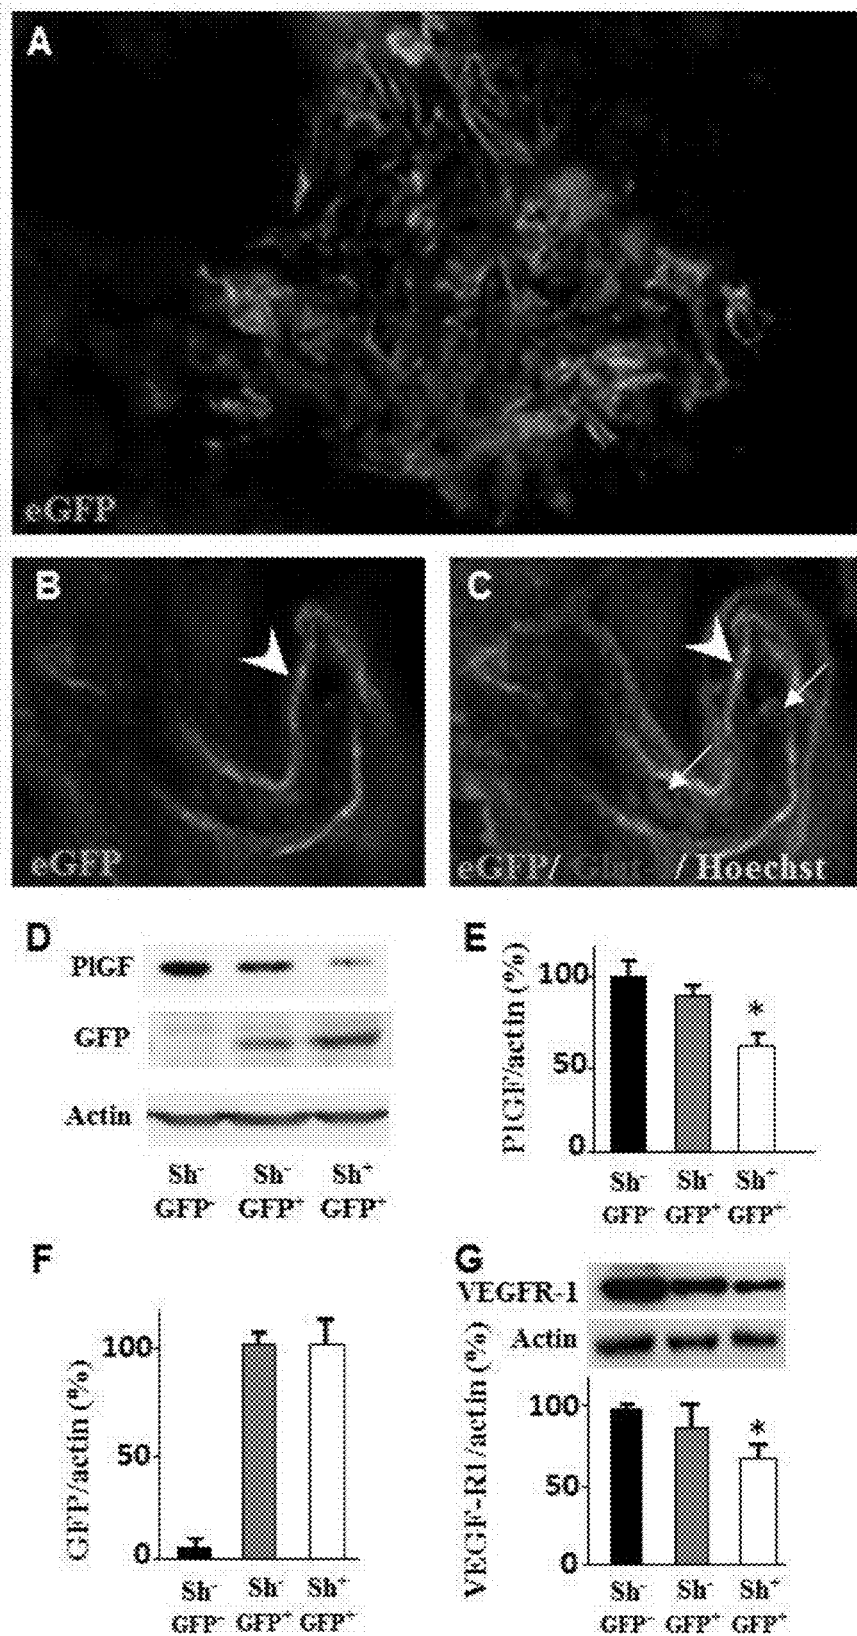 A
eGFP
B
eGFP
C
eGFP/ / Hoechst
D
PlGF
GFP
Actin
Sh⁻ Sh⁻ Sh⁺
GFP⁻ GFP⁺ GFP⁺
E
PlGF/actin (%)
100
50
0
*
Sh⁻ Sh⁻ Sh⁺
GFP⁻ GFP⁺ GFP⁺
F
GFP/actin (%)
100
50
0
Sh⁻ Sh⁻ Sh⁺
GFP⁻ GFP⁺ GFP⁺
G
VEGFR-1
Actin
VEGF-R1/actin (%)
100
50
0
*
Sh⁻ Sh⁻ Sh⁺
GFP⁻ GFP⁺ GFP⁺